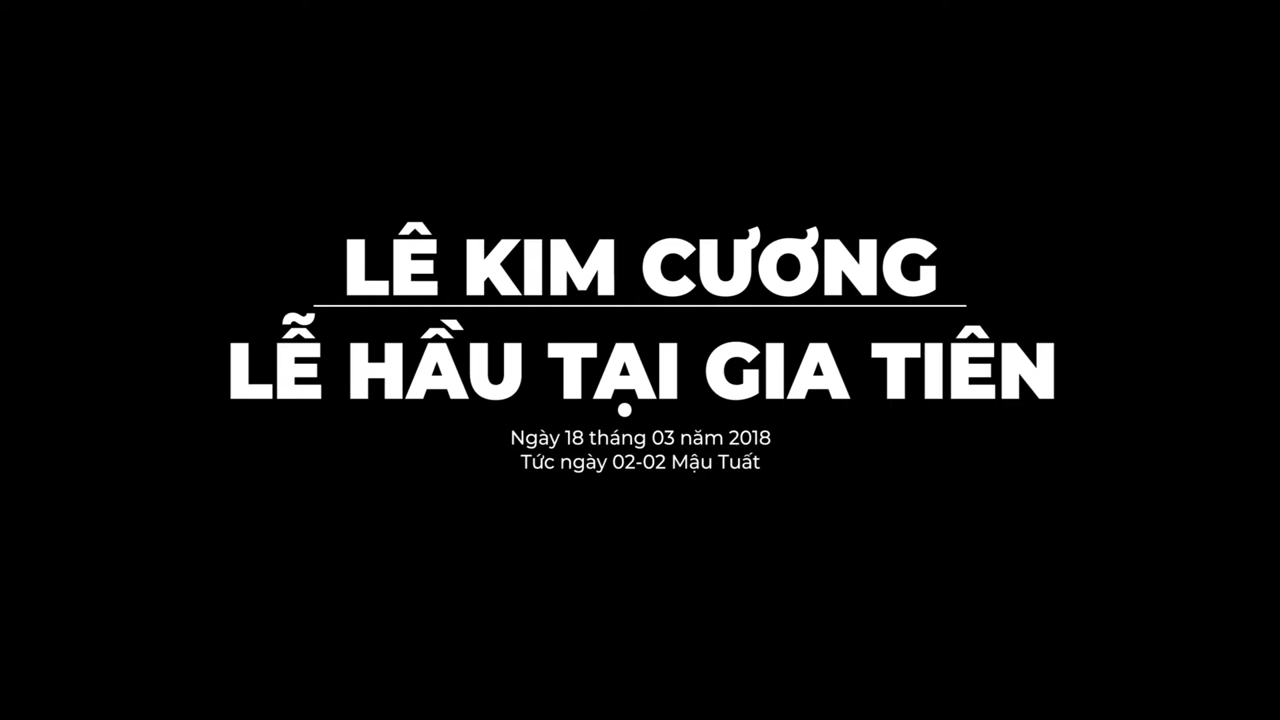 LÊ KIM CƯƠNG
LỄ HẦU TẠI GIA TIÊN
Ngày 18 tháng 03 năm 2018
Tức ngày 02-02 Mậu Tuất